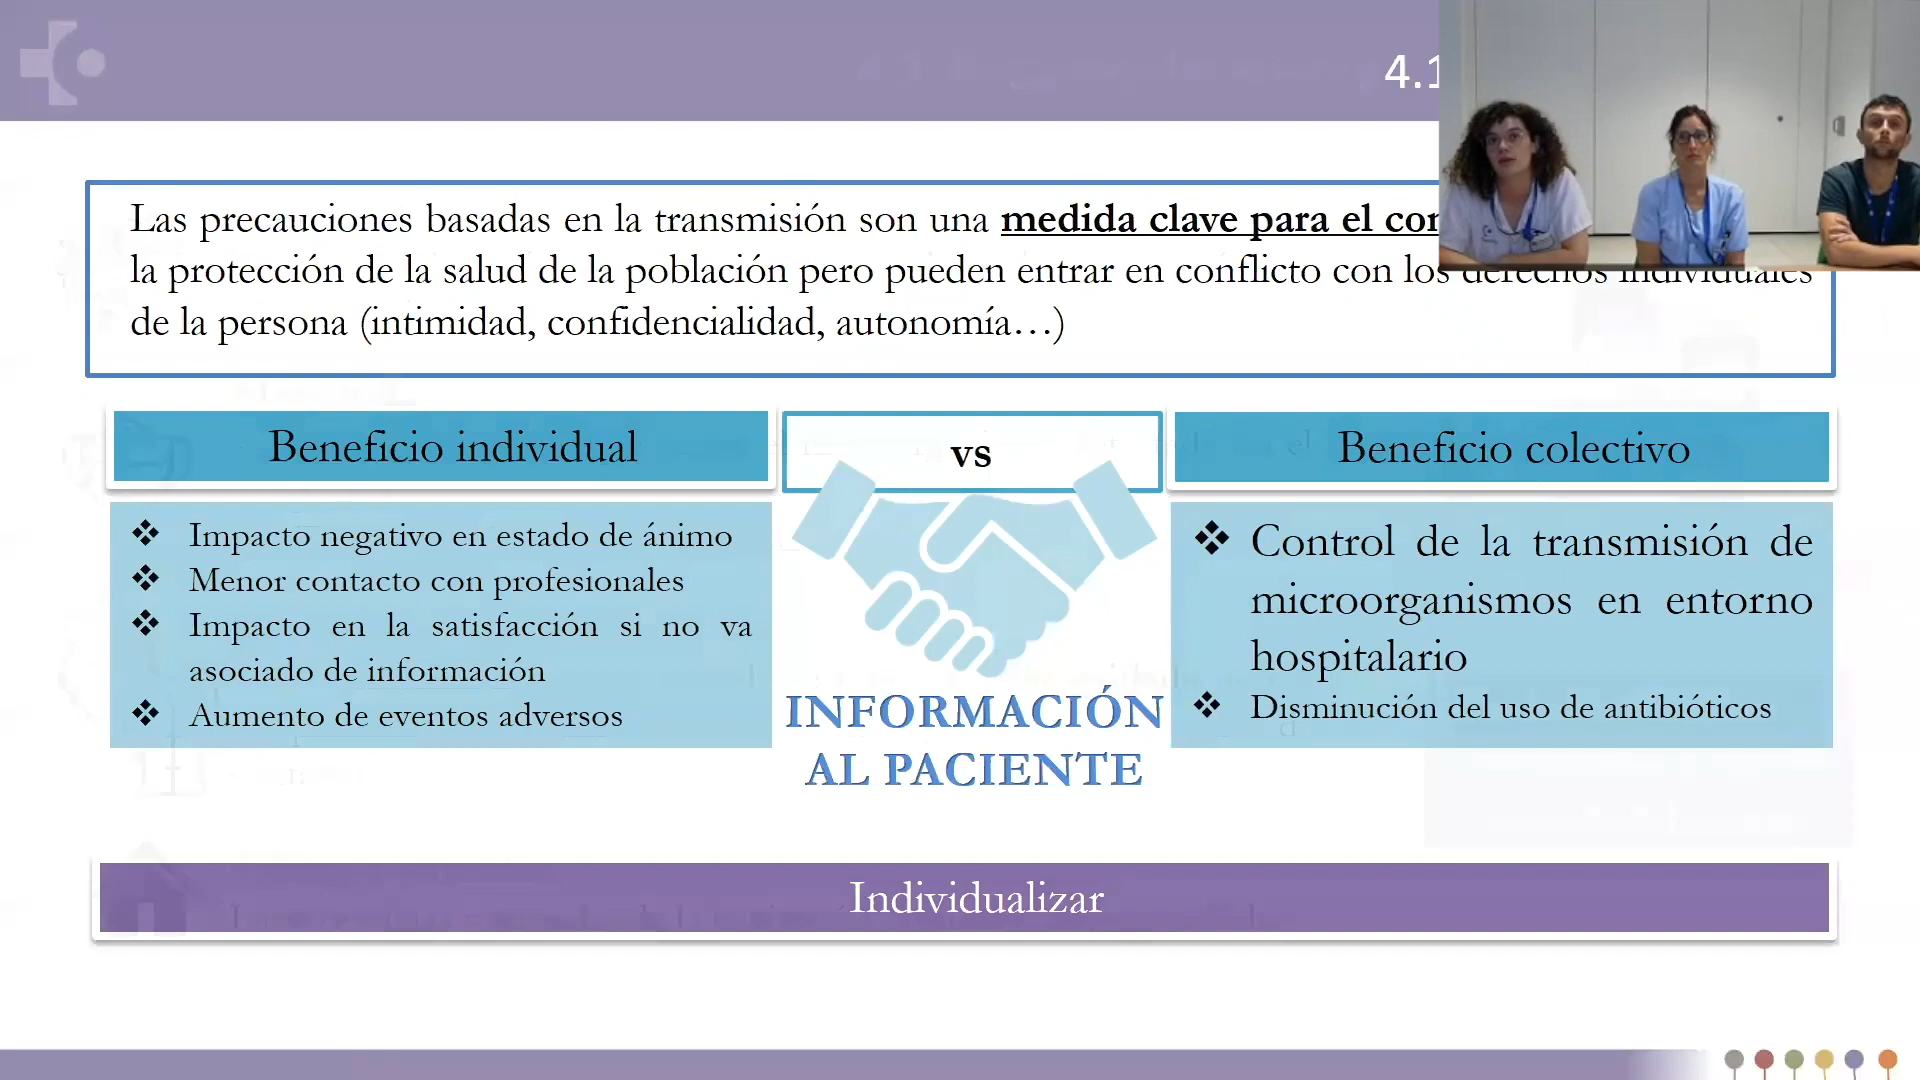 4.1
Las precauciones basadas en la transmisión son una medida clave para el
la protección de la salud de la población pero pueden entrar en conflicto con los derechos individuales
de la persona (intimidad, confidencialidad, autonomía…)
Beneficio individual
vs
Beneficio colectivo
❖ Impacto negativo en estado de ánimo
❖ Menor contacto con profesionales
❖ Impacto en la satisfacción si no va
asociado de información
❖ Aumento de eventos adversos
INFORMACIÓN
AL PACIENTE
❖ Control de la transmisión de
microorganismos en entorno
hospitalario
❖ Disminución del uso de antibióticos
Individualizar